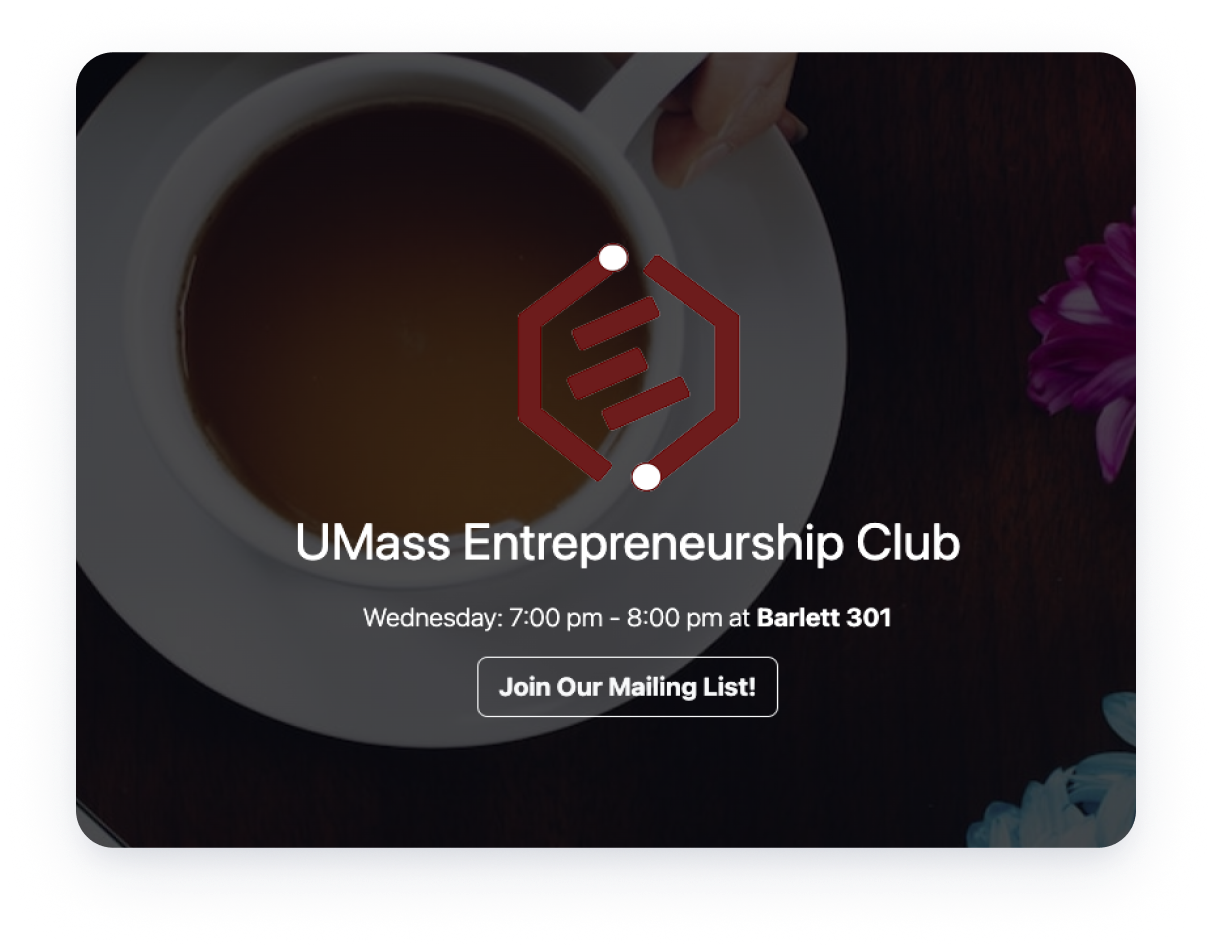 UMass Entrepreneurship Club
Wednesday: 7:00 pm - 8:00 pm at Barlett 301
Join Our Mailing List!